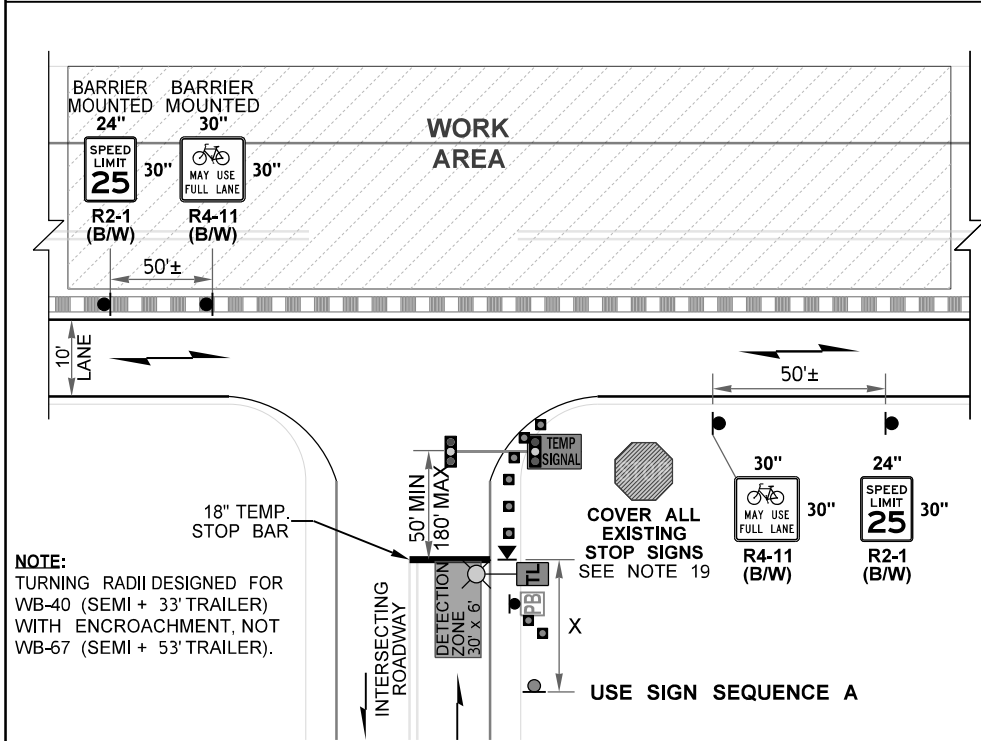 BARRIER
MOUNTED
24"
SPEED
LIMIT
25
30"
R2-1
(B/W)
BARRIER
MOUNTED
30"
MAY USE
FULL LANE
30"
R4-11
(B/W)
WORK
AREA
50'±
10'
LANE
50'±
TEMP
SIGNAL
50' MIN
180' MAX
STOP
COVER ALL
EXISTING
STOP SIGNS
SEE NOTE 19
30"
MAY USE
FULL LANE
30"
R4-11
(B/W)
24"
SPEED
LIMIT
25
30"
R2-1
(B/W)
18" TEMP.
STOP BAR
NOTE:
TURNING RADII DESIGNED FOR
WB-40 (SEMI + 33' TRAILER)
WITH ENCROACHMENT, NOT
WB-67 (SEMI + 53' TRAILER).
DETECTION
ZONE
30' x 6'
TL
PB
X
INTERSECTING
ROADWAY
USE SIGN SEQUENCE A